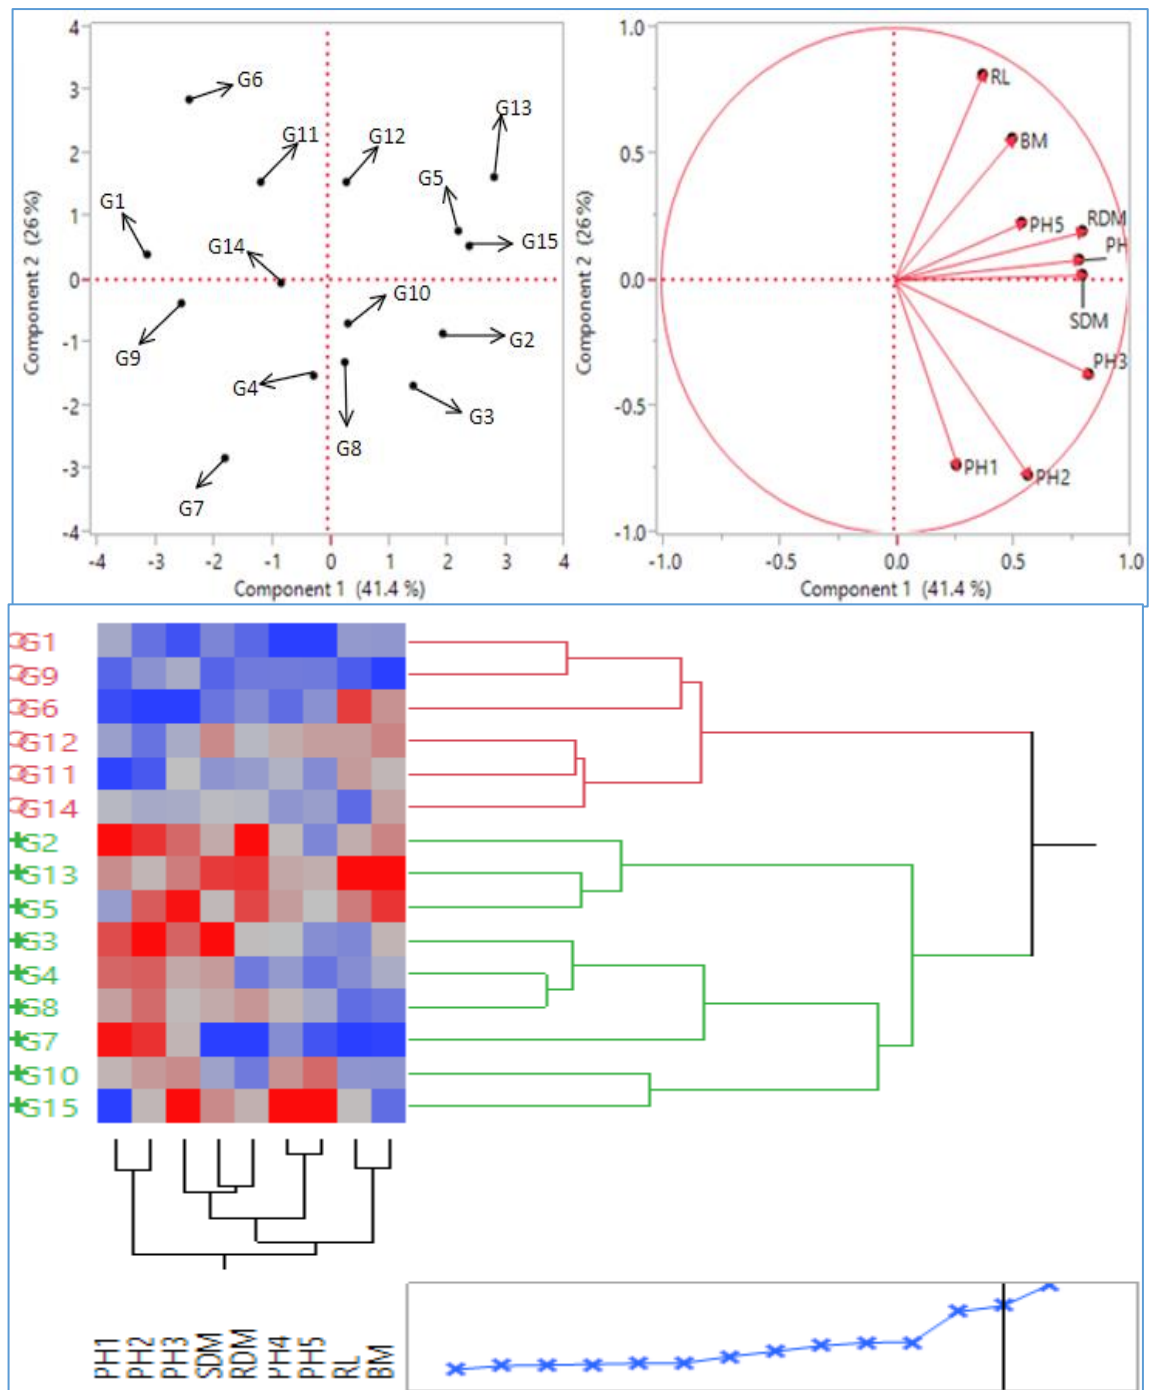 4
3
2
1
0
-1
-2
-3
-4
Component 2 (26 %)
G6
G13
G11
G12
G5
G1
G15
G14
G10
G2
G9
G4
G3
G8
G7
-4 -3 -2 -1 0 1 2 3 4
Component 1 (41.4 %)
1.0
0.5
0.0
-0.5
-1.0
Component 2 (26 %)
RL
BM
PH5
RDM
PH
SDM
PH3
PH1
PH2
-1.0 -0.5 0.0 0.5 1.0
Component 1 (41.4 %)
G1
G9
G6
G12
G11
G14
G2
G13
G5
G3
G4
G8
G7
G10
G15
PH1
PH2
PH3
SDM
RDM
PH4
PH5
RL
BM